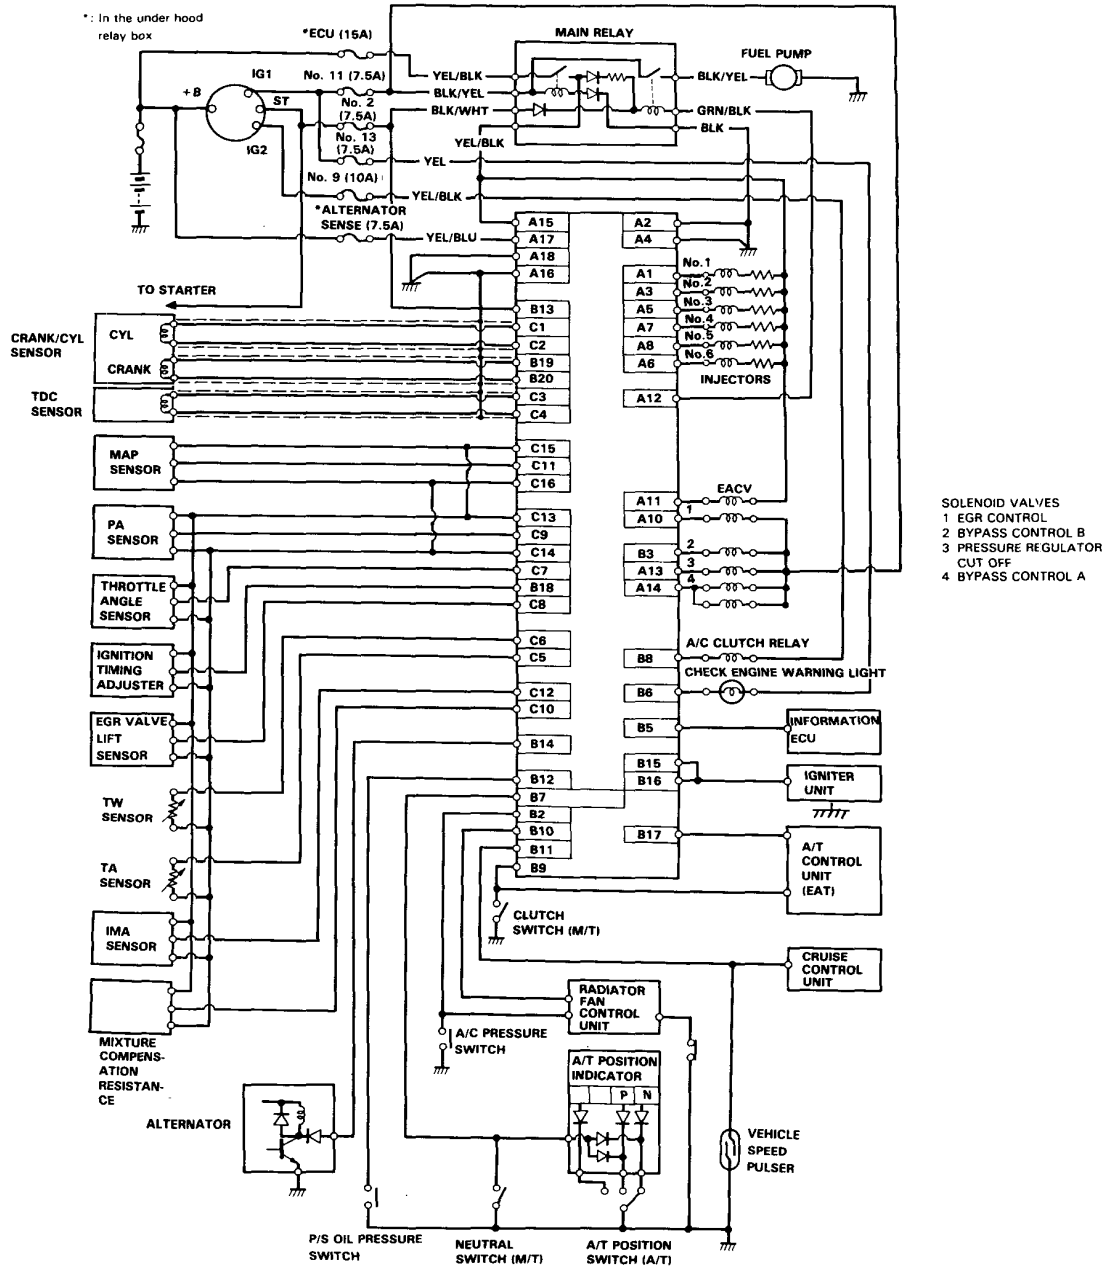 *: In the under hood
relay box
*ECU (15A)
MAIN RELAY
FUEL PUMP
IG1
No. 11 (7.5A)
YEL/BLK
BLK/YEL
+B
ST
BLK/YEL
No. 2
(7.5A)
BLK/WHT
GRN/BLK
BLK
No. 13
(7.5A)
YEL/BLK
IG2
YEL
No. 9 (10A)
YEL/BLK
*ALTERNATOR
SENSE (7.5A)
YEL/BLU
A15
A17
A18
A16
A2
A4
TO STARTER
B13
C1
C2
B19
B20
C3
C4
CRANK/CYL
SENSOR
CYL
CRANK
TDC
SENSOR
A1
A3
A5
A7
A8
A6
No.1
No.2
No.3
No.4
No.5
No.6
INJECTORS
A12
MAP
SENSOR
C15
C11
C16
PA
SENSOR
C13
C9
C14
C7
B18
C8
THROTTLE
ANGLE
SENSOR
EACV
A11
1
A10
B3
2
A13
3
A14
4
SOLENOID VALVES
1 EGR CONTROL
2 BYPASS CONTROL B
3 PRESSURE REGULATOR
CUT OFF
4 BYPASS CONTROL A
IGNITION
TIMING
ADJUSTER
C6
C5
C12
C10
A/C CLUTCH RELAY
B8
CHECK ENGINE WARNING LIGHT
B6
EGR VALVE
LIFT
SENSOR
B14
B5
INFORMATION
ECU
B15
B16
IGNITER
UNIT
TW
SENSOR
B12
B7
B2
B10
B11
B9
B17
A/T
CONTROL
UNIT
(EAT)
TA
SENSOR
CLUTCH
SWITCH (M/T)
IMA
SENSOR
CRUISE
CONTROL
UNIT
MIXTURE
COMPENS-
ATION
RESISTAN-
CE
RADIATOR
FAN
CONTROL
UNIT
A/C PRESSURE
SWITCH
A/T POSITION
INDICATOR
P N
ALTERNATOR
VEHICLE
SPEED
PULSER
P/S OIL PRESSURE
SWITCH
NEUTRAL
SWITCH (M/T)
A/T POSITION
SWITCH (A/T)